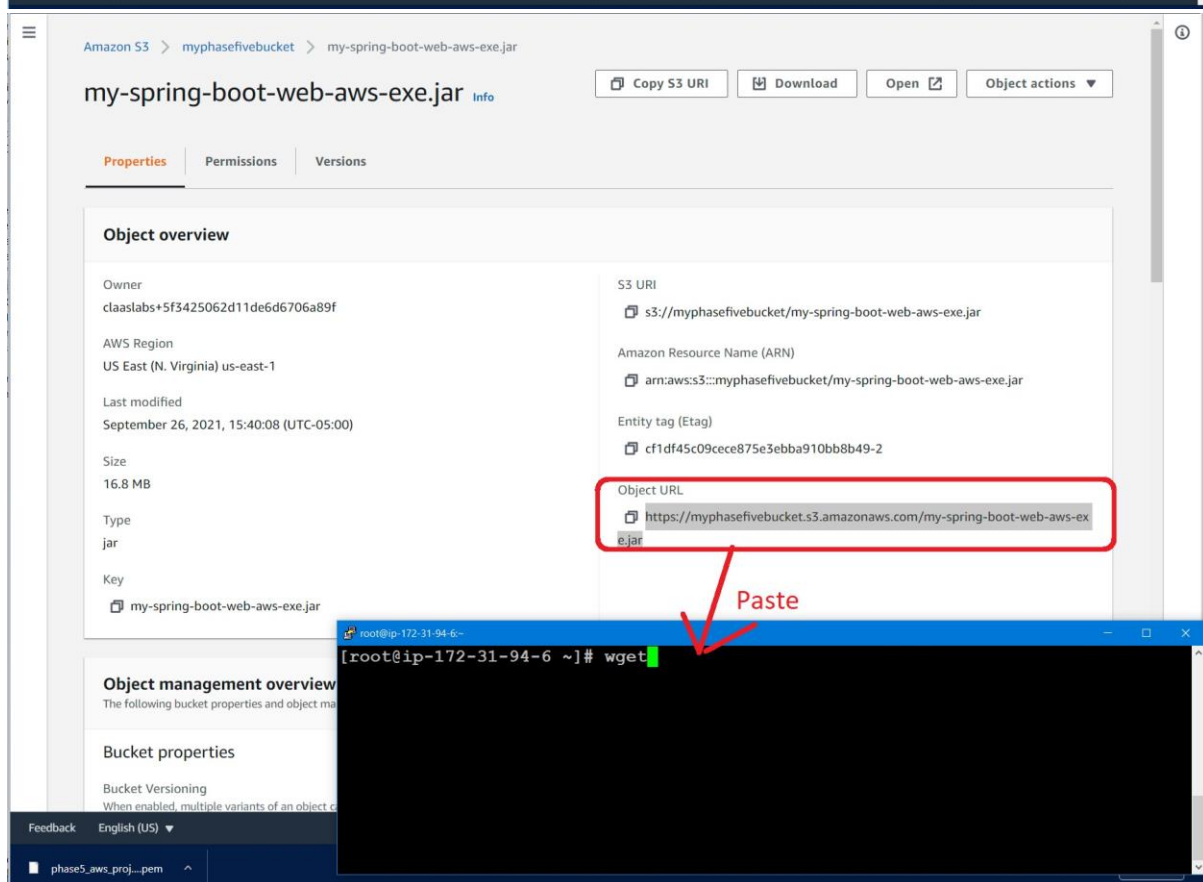 Amazon S3 > myphasefivebucket > my-spring-boot-web-aws-exe.jar
my-spring-boot-web-aws-exe.jar Info
Copy S3 URI Download Open Object actions ▼
Properties Permissions Versions
Object overview
Owner
claaslabs+5f3425062d11de6d6706a89f
AWS Region
US East (N. Virginia) us-east-1
Last modified
September 26, 2021, 15:40:08 (UTC-05:00)
Size
16.8 MB
Type
jar
Key
my-spring-boot-web-aws-exe.jar
S3 URI
s3://myphasefivebucket/my-spring-boot-web-aws-exe.jar
Amazon Resource Name (ARN)
arn:aws:s3:::myphasefivebucket/my-spring-boot-web-aws-exe.jar
Entity tag (Etag)
cf1df45c09cece875e3ebba910bb8b49-2
Object URL
https://myphasefivebucket.s3.amazonaws.com/my-spring-boot-web-aws-ex
e.jar
Paste
root@ip-172-31-94-6:~
[root@ip-172-31-94-6 ~]# wget
Object management overview
The following bucket properties and object ma
Bucket properties
Bucket Versioning
When enabled, multiple variants of an object c
Feedback English (US) ▼
phase5_aws_proj....pem